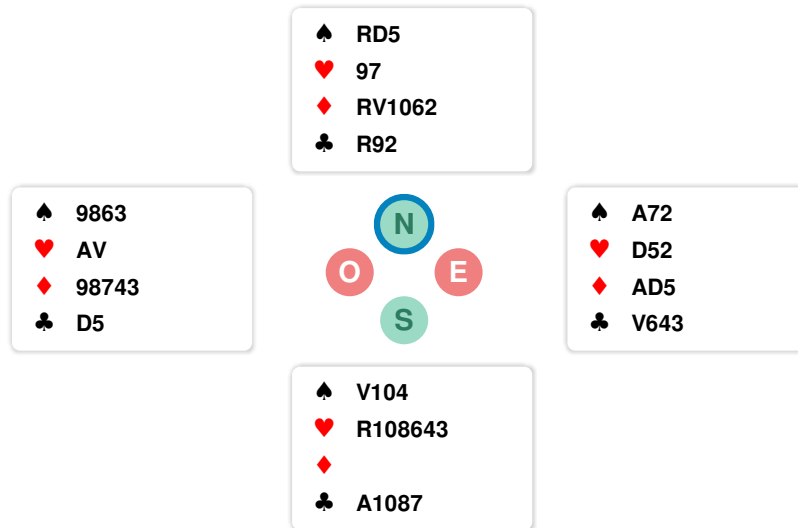 ♠ RD5
♥ 97
♦ RV1062
♣ R92
♠ 9863
♥ AV
♦ 98743
♣ D5
N
O E
S
♠ A72
♥ D52
♦ AD5
♣ V643
♠ V104
♥ R108643
♦
♣ A1087